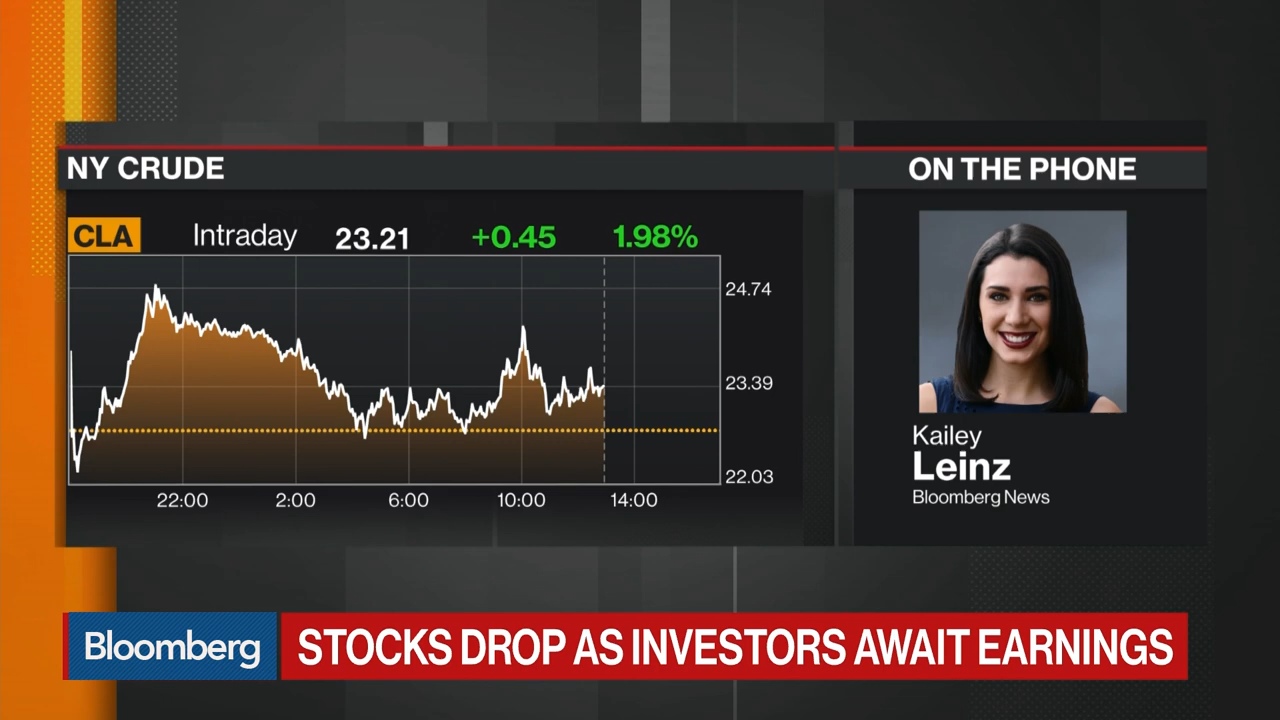 NY CRUDE
CLA Intraday 23.21 +0.45 1.98%
24.74
23.39
22.03
22:00 2:00 6:00 10:00 14:00
ON THE PHONE
Kailey
Leinz
Bloomberg News
Bloomberg STOCKS DROP AS INVESTORS AWAIT EARNINGS